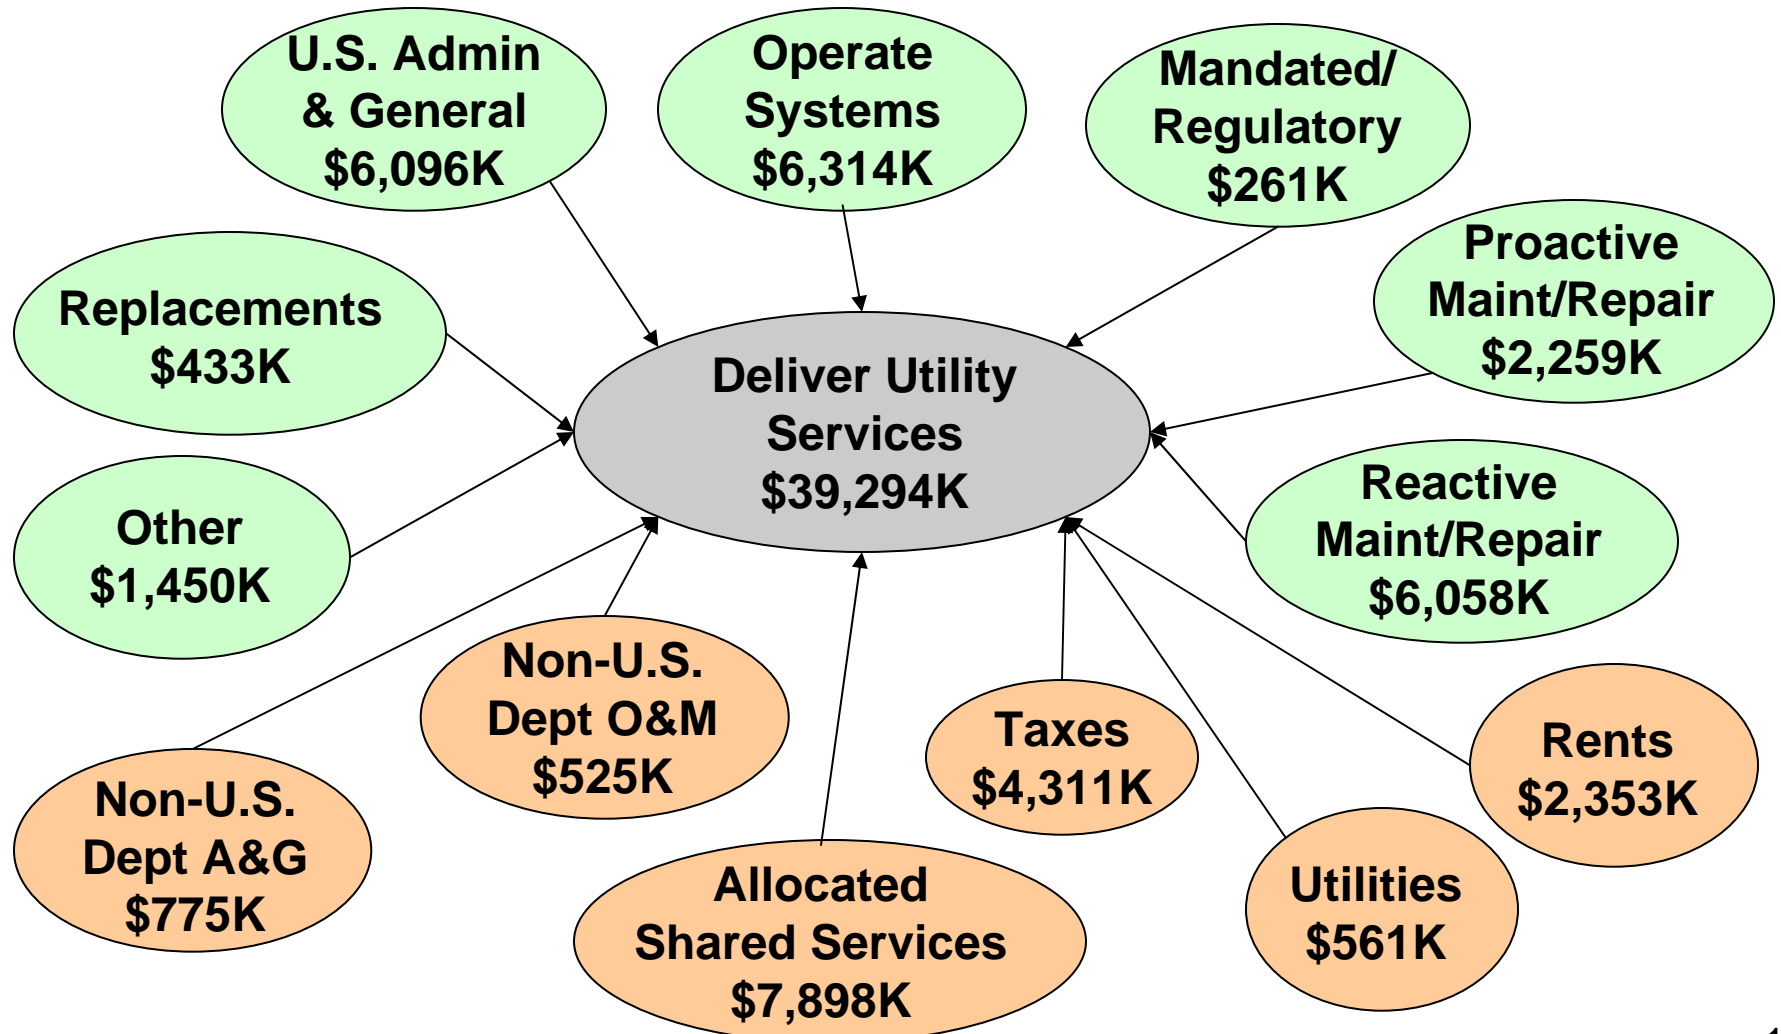 U.S. Admin
& General
$6,096K
Operate
Systems
$6,314K
Mandated/
Regulatory
$261K
Proactive
Maint/Repair
$2,259K
Replacements
$433K
Deliver Utility
Services
$39,294K
Reactive
Maint/Repair
$6,058K
Other
$1,450K
Non-U.S.
Dept O&M
$525K
Taxes
$4,311K
Rents
$2,353K
Non-U.S.
Dept A&G
$775K
Allocated
Shared Services
$7,898K
Utilities
$561K